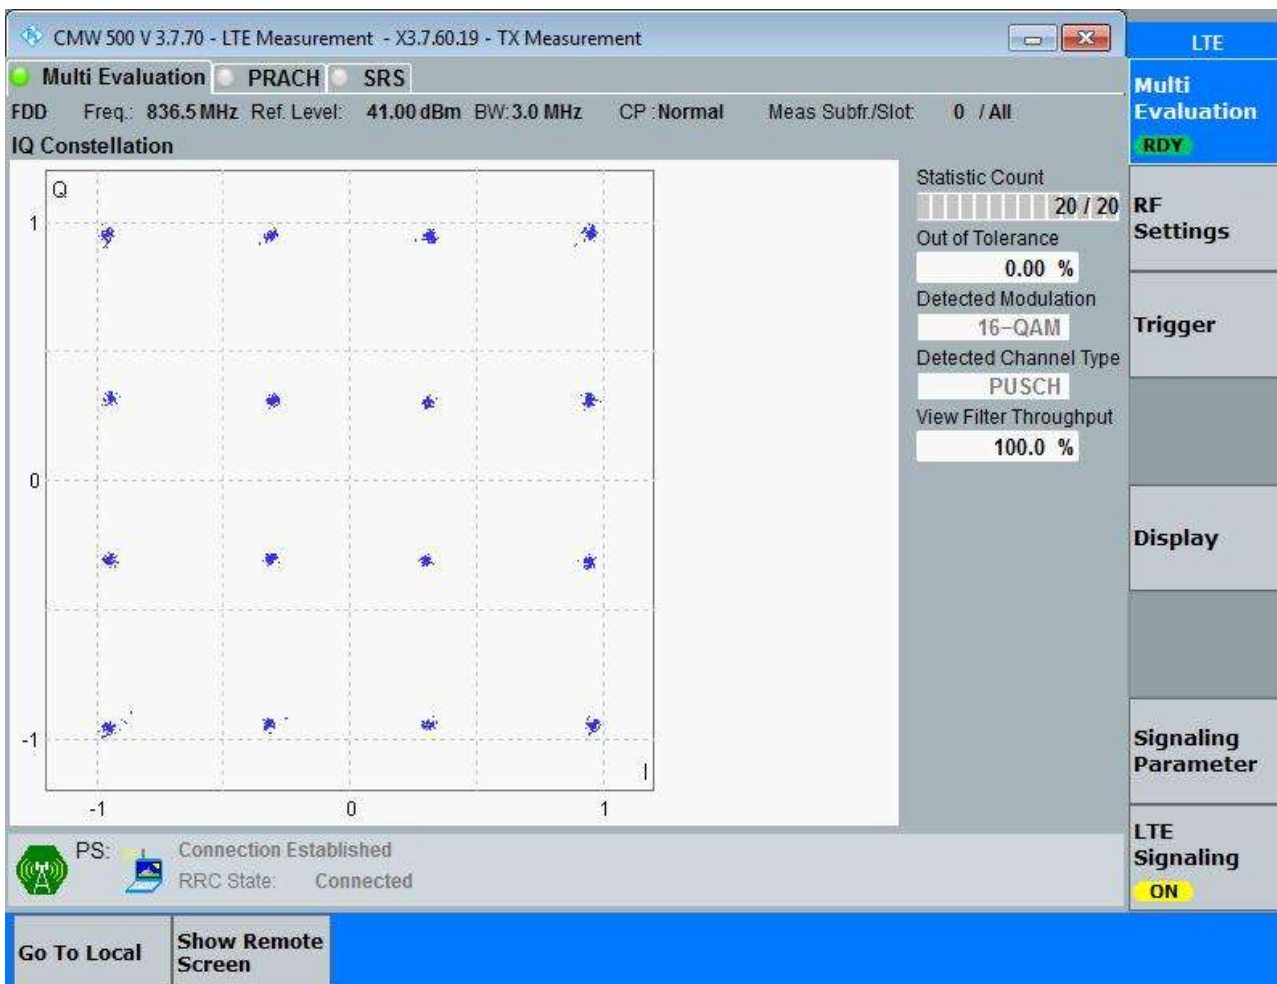 CMW 500 V 3.7.70 - LTE Measurement - X3.7.60.19 - TX Measurement
LTE
Multi Evaluation PRACH SRS
FDD Freq.: 836.5 MHz Ref. Level: 41.00 dBm BW: 3.0 MHz CP : Normal Meas Subfr./Slot: 0 / All
IQ Constellation
Q
1
0
-1
I
-1 0 1
Statistic Count
20 / 20
Out of Tolerance
0.00 %
Detected Modulation
16-QAM
Detected Channel Type
PUSCH
View Filter Throughput
100.0 %
Multi
Evaluation
RDY
RF
Settings
Trigger
Display
Signaling
Parameter
LTE
Signaling
ON
PS: Connection Established
RRC State: Connected
Go To Local
Show Remote
Screen